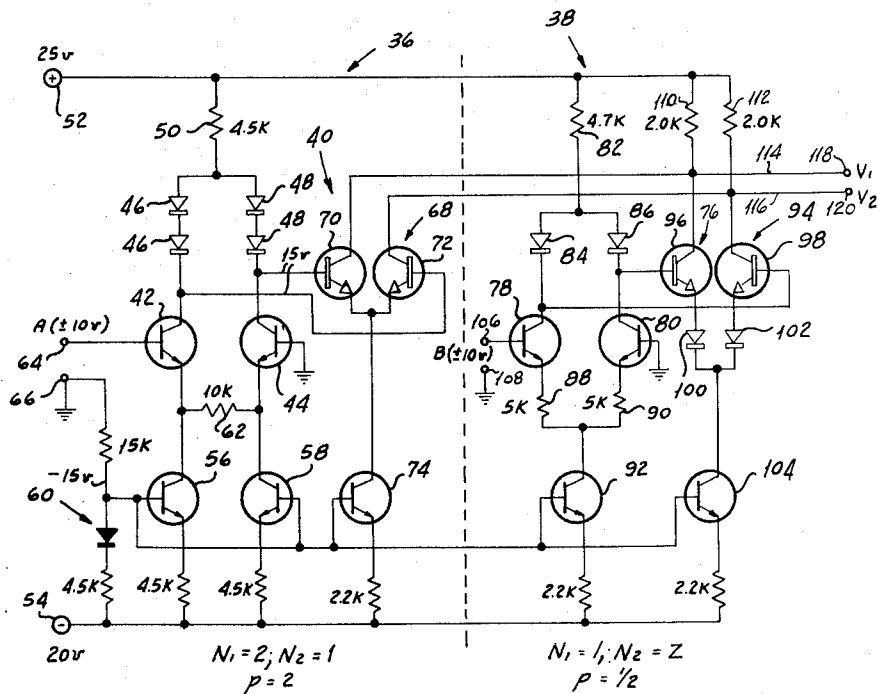 36
38
25v
52
50
4.5K
4.7K
82
110
2.0K
112
2.0K
40
114
118
V1
V2
116
120
46
48
46
48
15v
70
68
72
84
86
96
76
94
98
42
A (±10v)
64
66
44
10K
62
78
106
B(±10v)
108
80
100
102
88
5K
5K
90
15K
-15v
60
56
58
74
92
104
4.5K
4.5K
4.5K
2.2K
2.2K
2.2K
54
20v
N1 = 2; N2 = 1
P = 2
N1 = 1, N2 = 2
P = 1/2